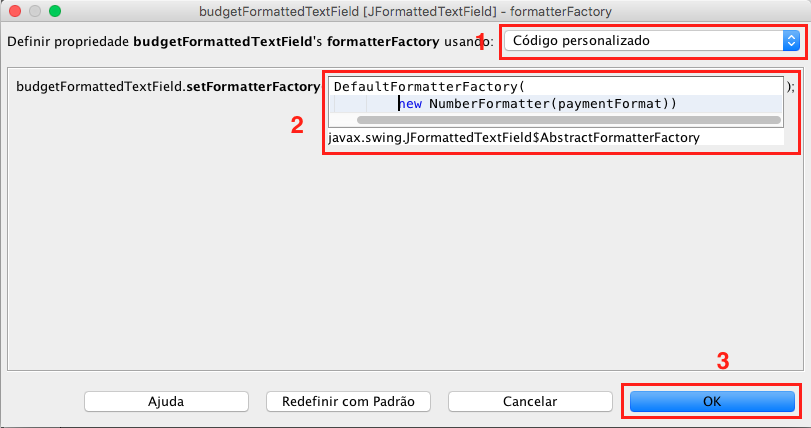 budgetFormattedTextField [JFormattedTextField] - formatterFactory
Definir propriedade budgetFormattedTextField's formatterFactory usando: 1 Código personalizado
budgetFormattedTextField.setFormatterFactory DefaultFormatterFactory( );
new NumberFormatter(paymentFormat))
2
javax.swing.JFormattedTextField$AbstractFormatterFactory
3
Ajuda Redefinir com Padrão Cancelar OK